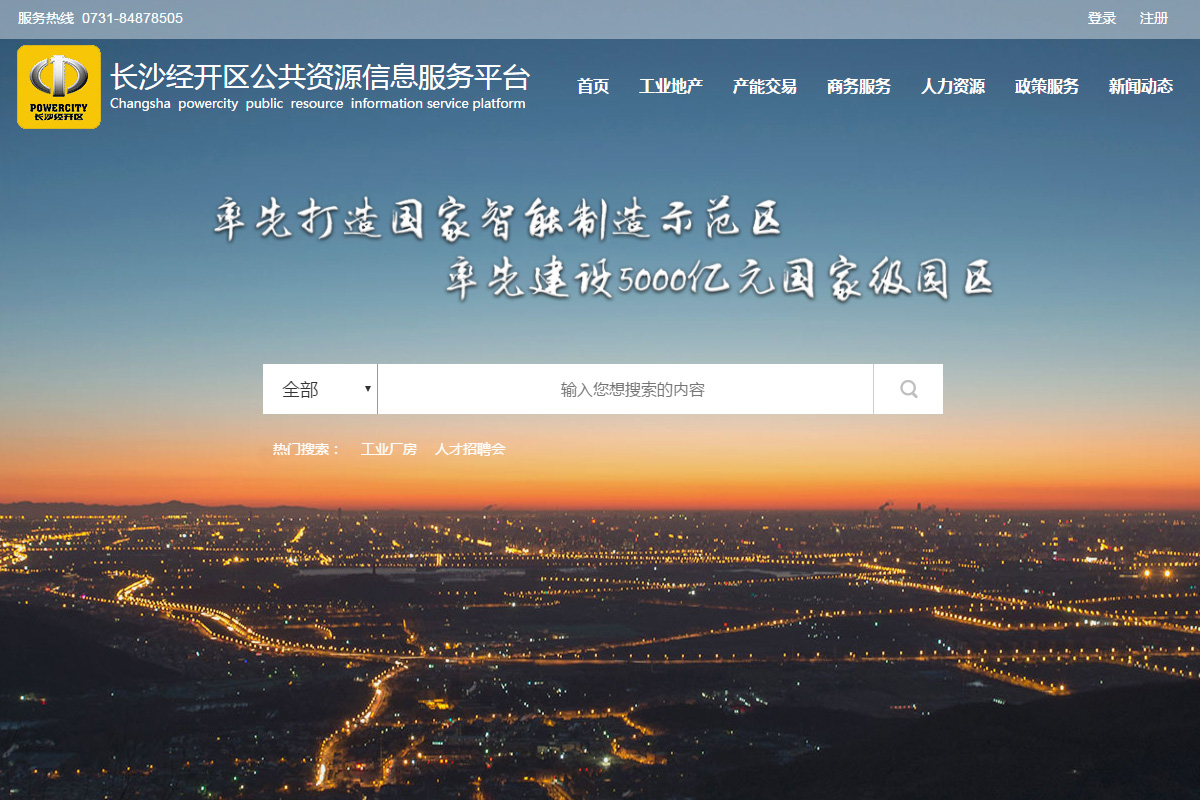 服务热线 0731-84878505
登录 注册
POWERCITY
长沙经开区
长沙经开区公共资源信息服务平台
Changsha powercity public resource information service platform
首页 工业地产 产能交易 商务服务 人力资源 政策服务 新闻动态
率先打造国家智能制造示范区
率先建设5000亿元国家级园区
全部 输入您想搜索的内容
热门搜索： 工业厂房 人才招聘会